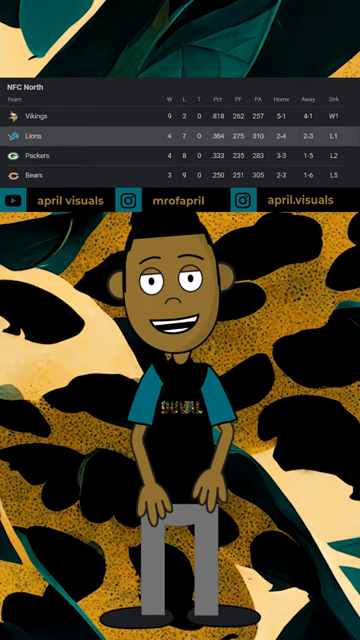 NFC North
Team W L T Pct PF PA Home Away Strk
Vikings 9 2 0 .818 262 257 5-1 4-1 W1
Lions 4 7 0 .364 275 310 2-4 2-3 L1
Packers 4 8 0 .333 235 283 3-3 1-5 L2
Bears 3 9 0 .250 251 305 2-3 1-6 L5
april visuals mrofapril april.visuals
DUVAL